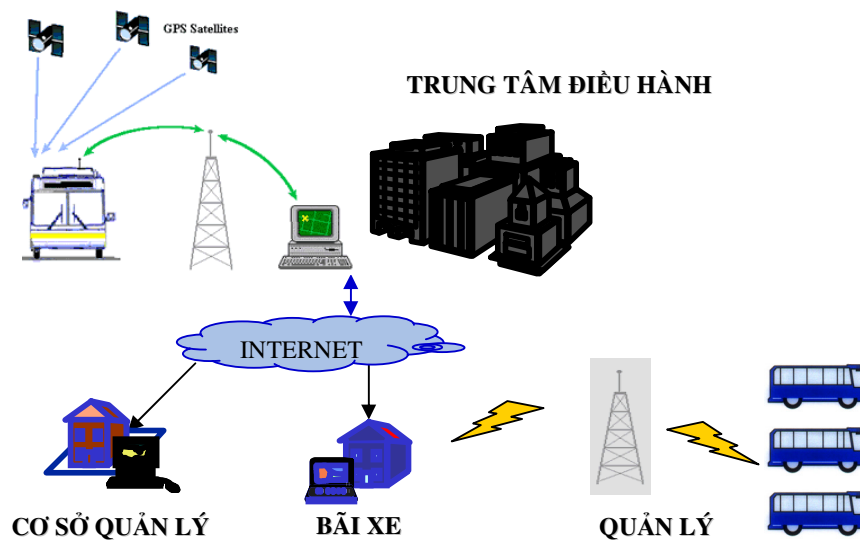 GPS Satellites
TRUNG TÂM ĐIỀU HÀNH
INTERNET
CƠ SỞ QUẢN LÝ
BÃI XE
QUẢN LÝ